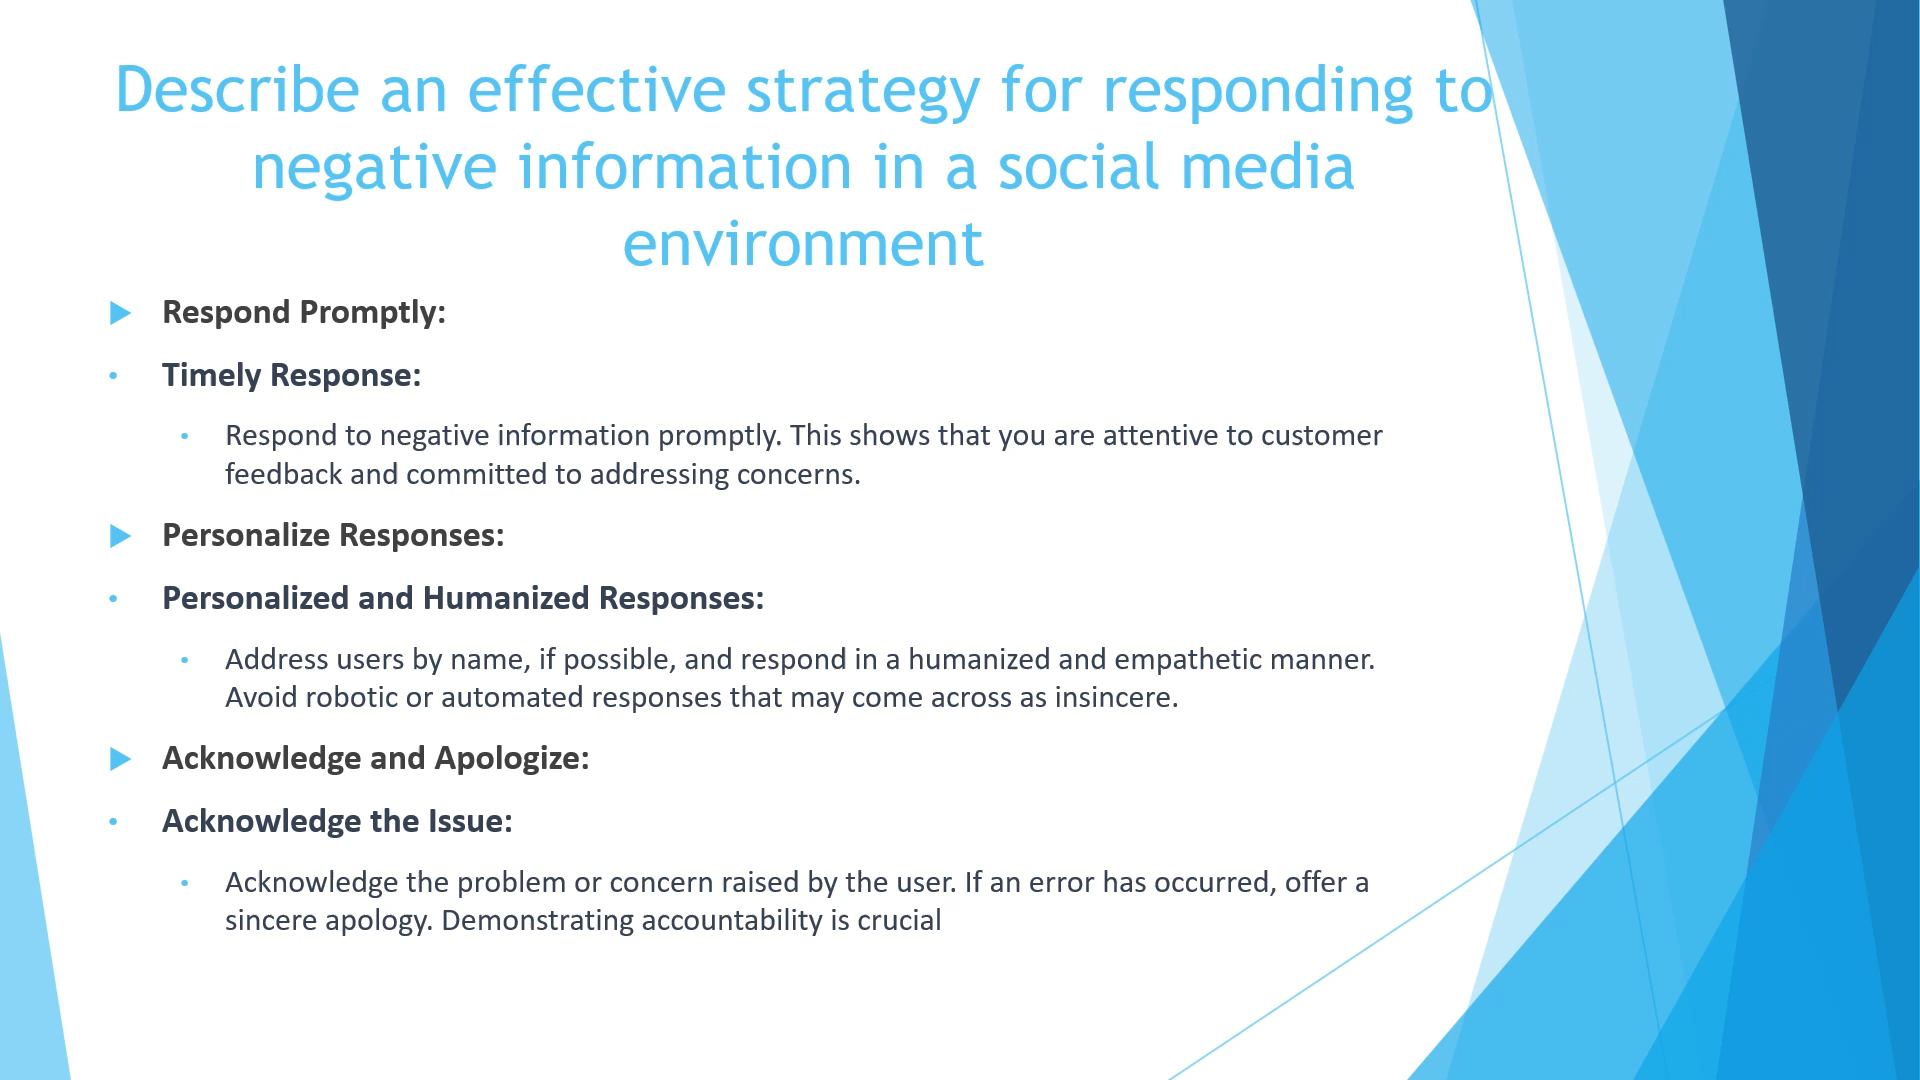 Describe an effective strategy for responding to
negative information in a social media
environment
Respond Promptly:
Timely Response:
Respond to negative information promptly. This shows that you are attentive to customer
feedback and committed to addressing concerns.
Personalize Responses:
Personalized and Humanized Responses:
Address users by name, if possible, and respond in a humanized and empathetic manner.
Avoid robotic or automated responses that may come across as insincere.
Acknowledge and Apologize:
Acknowledge the Issue:
Acknowledge the problem or concern raised by the user. If an error has occurred, offer a
sincere apology. Demonstrating accountability is crucial